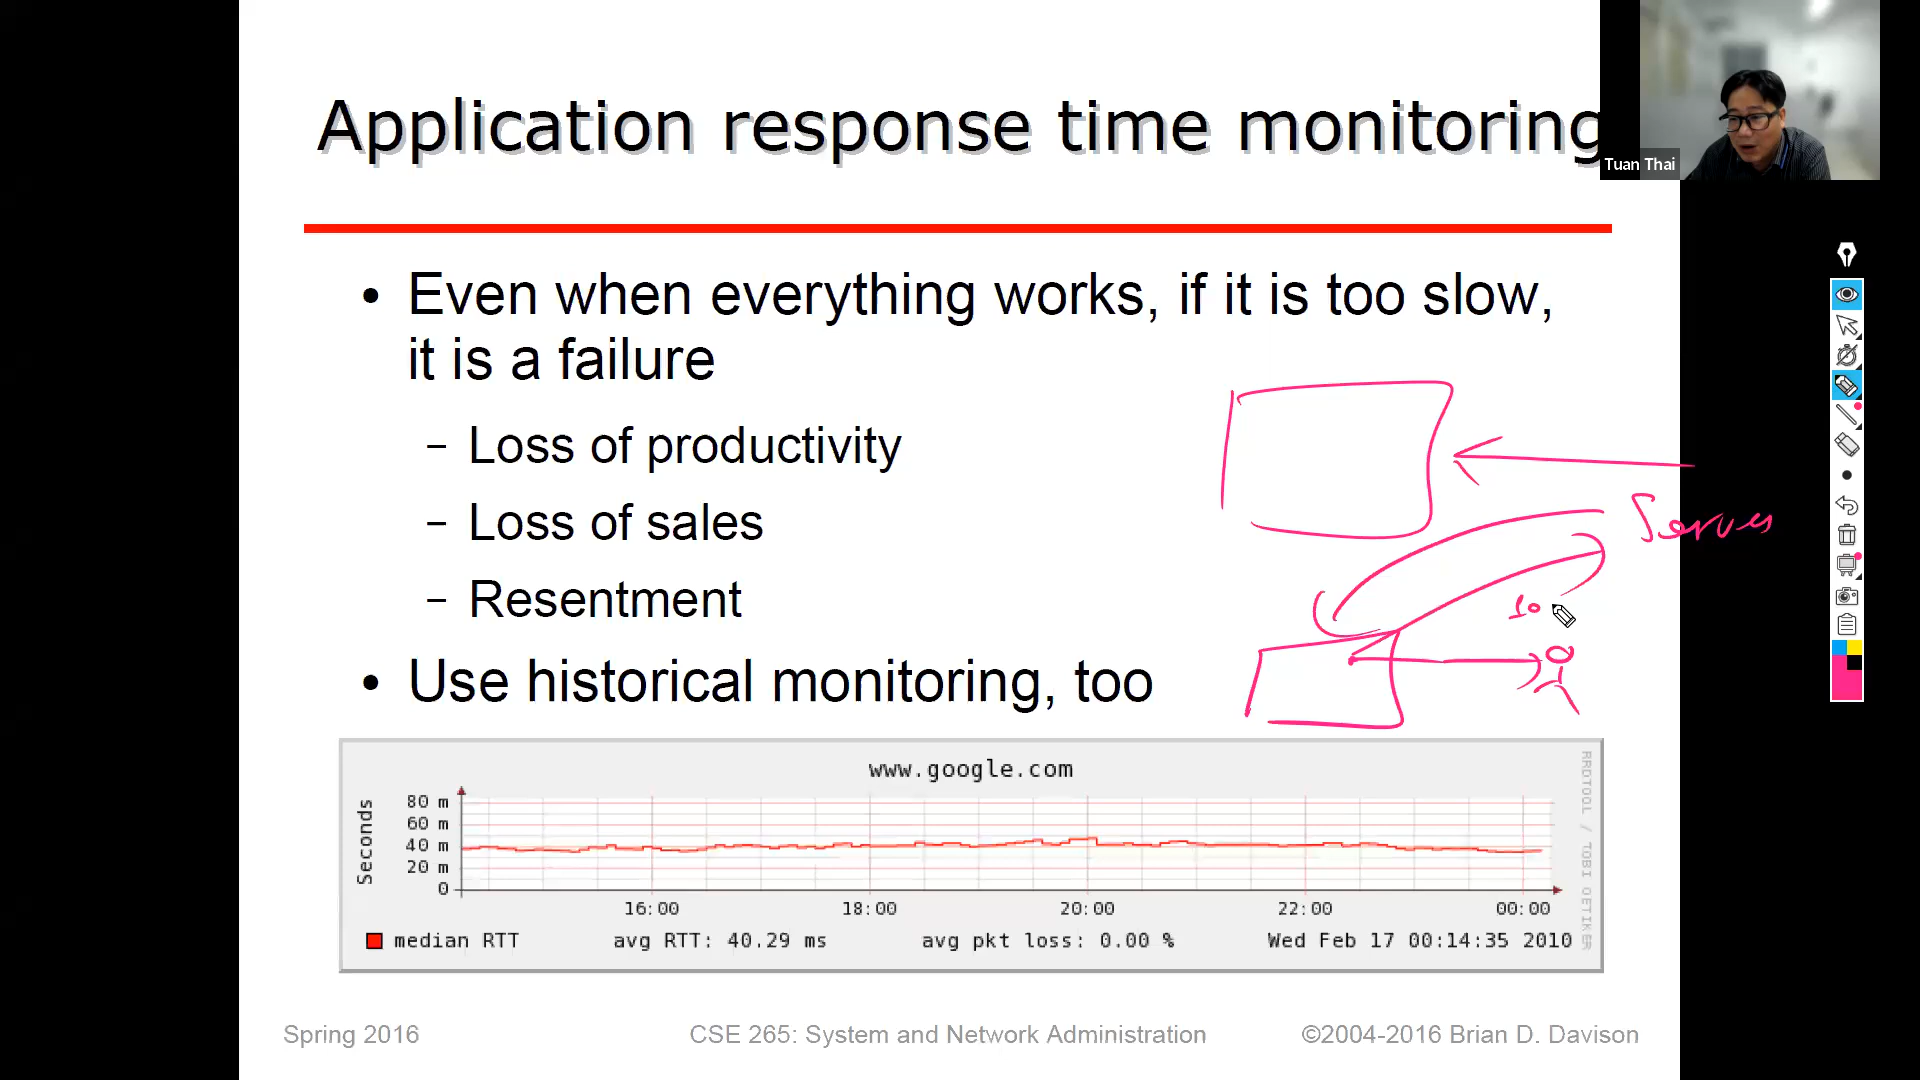 Application response time monitoring
Tuan Thai
• Even when everything works, if it is too slow,
it is a failure
– Loss of productivity
– Loss of sales
– Resentment
• Use historical monitoring, too
10
www.google.com
Seconds
80 m
60 m
40 m
20 m
0
16:00 18:00 20:00 22:00 00:00
median RTT avg RTT: 40.29 ms avg pkt loss: 0.00 % Wed Feb 17 00:14:35 2010
RRDTOOL / TOBI OETIKER
Spring 2016 CSE 265: System and Network Administration ©2004-2016 Brian D. Davison